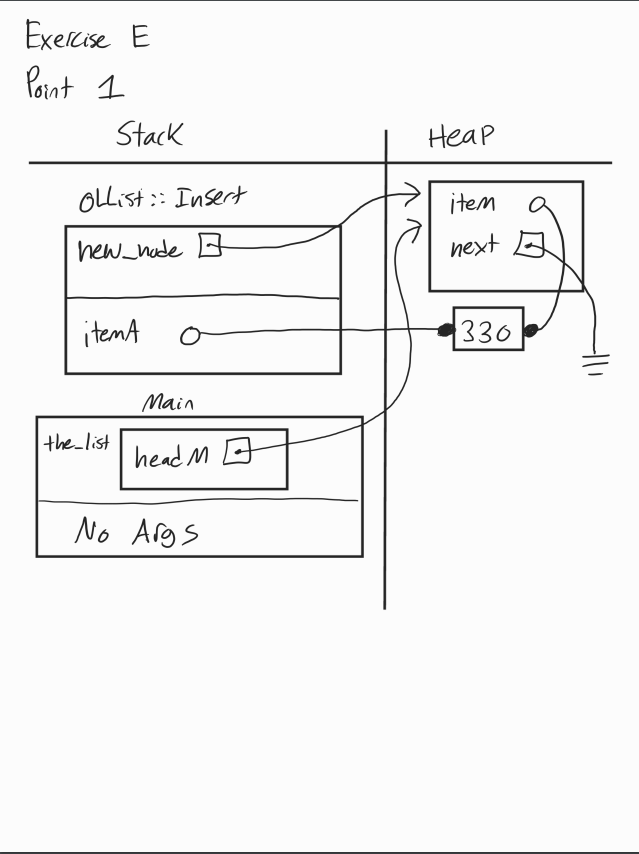 Exercise E
Point 1
Stack
Heap
OLList::Insert
new_node
itemA
item
next
330
Main
the_list
headM
No Args